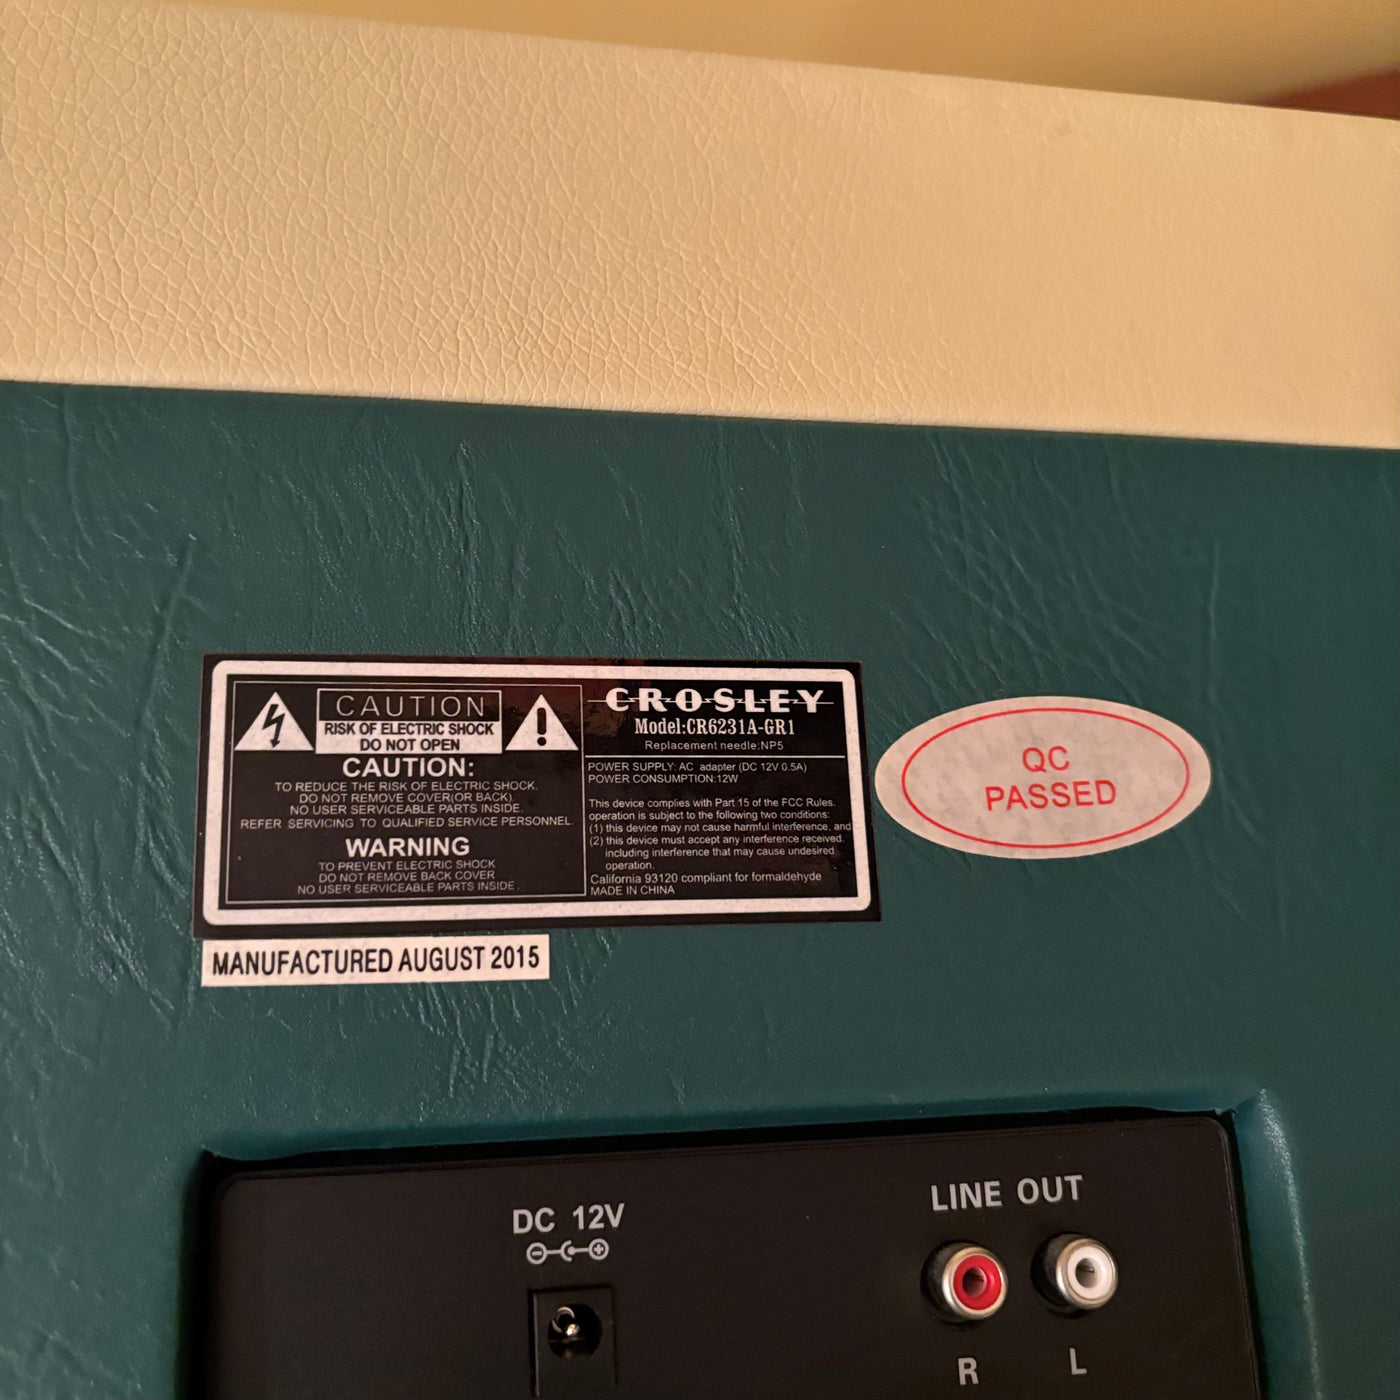 CAUTION
RISK OF ELECTRIC SHOCK
DO NOT OPEN
CAUTION:
TO REDUCE THE RISK OF ELECTRIC SHOCK.
DO NOT REMOVE COVER(OR BACK).
NO USER SERVICEABLE PARTS INSIDE.
REFER SERVICING TO QUALIFIED SERVICE PERSONNEL.
WARNING
TO PREVENT ELECTRIC SHOCK
DO NOT REMOVE BACK COVER
NO USER SERVICEABLE PARTS INSIDE.
CROSLEY
Model:CR6231A-GR1
Replacement needle:NP5
POWER SUPPLY: AC adapter (DC 12V 0.5A)
POWER CONSUMPTION:12W
This device complies with Part 15 of the FCC Rules.
operation is subject to the following two conditions:
(1) this device may not cause harmful interference, and
(2) this device must accept any interference received.
including interference that may cause undesired
operation.
California 93120 compliant for formaldehyde
MADE IN CHINA
QC
PASSED
MANUFACTURED AUGUST 2015
DC 12V
LINE OUT
R L